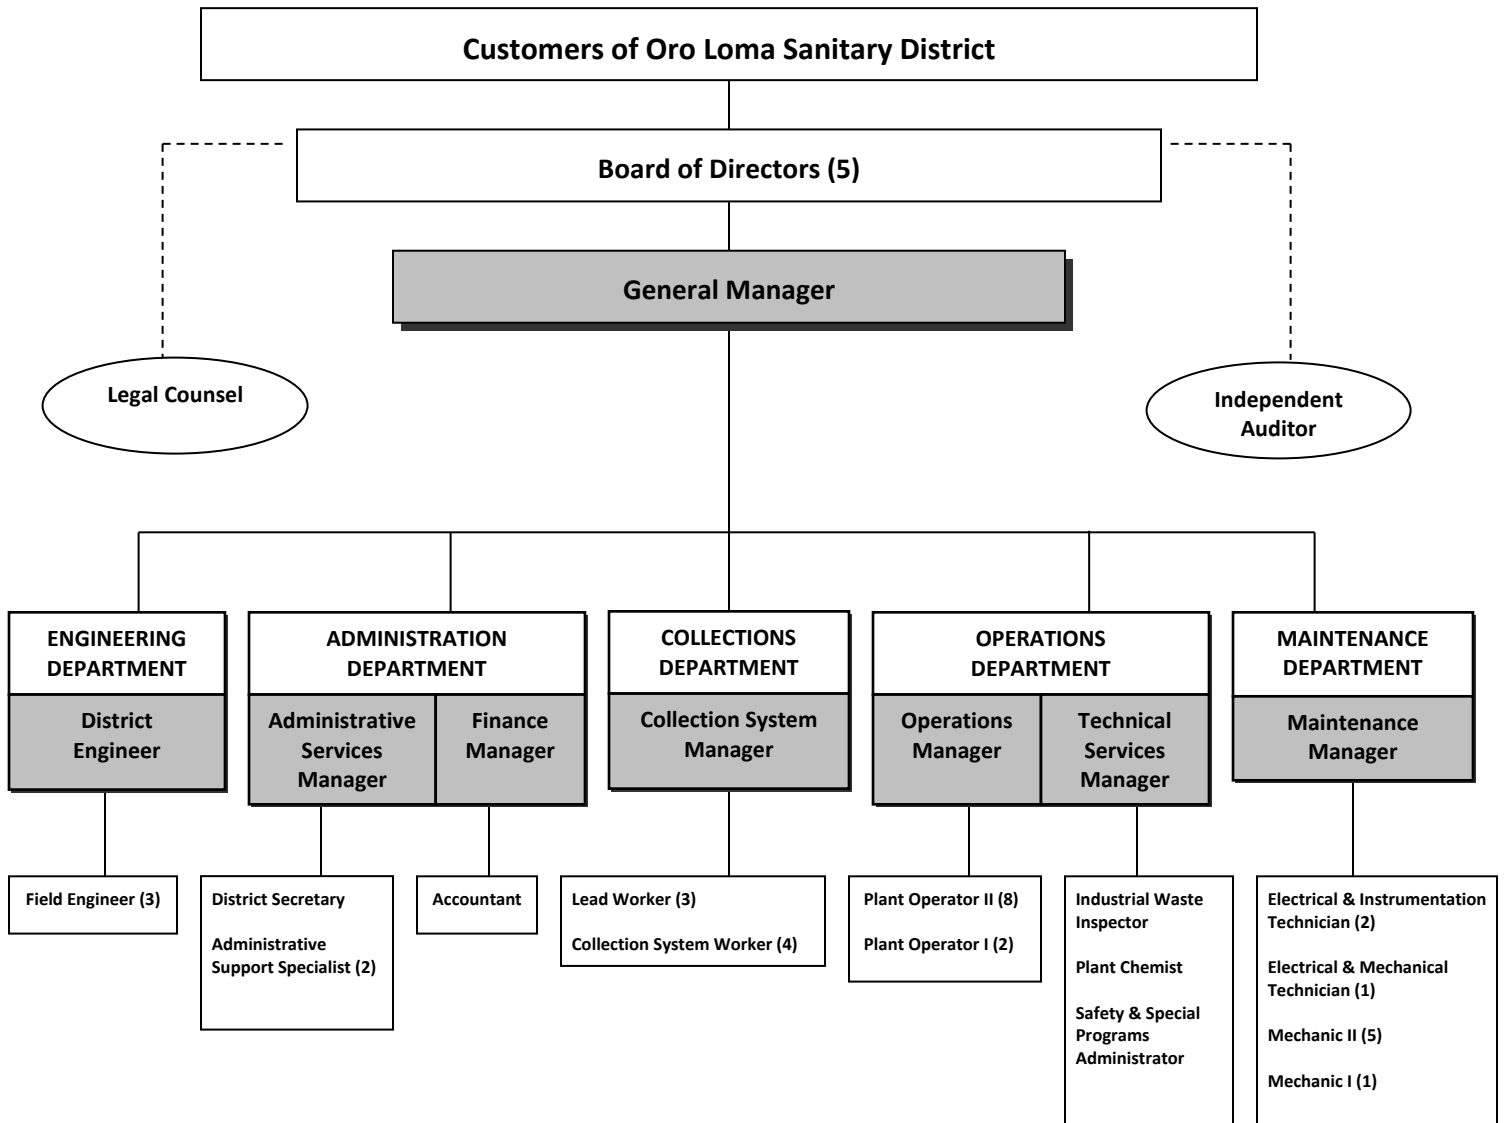 Customers of Oro Loma Sanitary District
Board of Directors (5)
General Manager
Legal Counsel
Independent
Auditor
ENGINEERING
DEPARTMENT
District
Engineer
Field Engineer (3)
ADMINISTRATION
DEPARTMENT
Administrative
Services
Manager
Finance
Manager
District Secretary
Administrative
Support Specialist (2)
Accountant
COLLECTIONS
DEPARTMENT
Collection System
Manager
Lead Worker (3)
Collection System Worker (4)
OPERATIONS
DEPARTMENT
Operations
Manager
Technical
Services
Manager
Plant Operator II (8)
Plant Operator I (2)
Industrial Waste
Inspector
Plant Chemist
Safety & Special
Programs
Administrator
MAINTENANCE
DEPARTMENT
Maintenance
Manager
Electrical & Instrumentation
Technician (2)
Electrical & Mechanical
Technician (1)
Mechanic II (5)
Mechanic I (1)